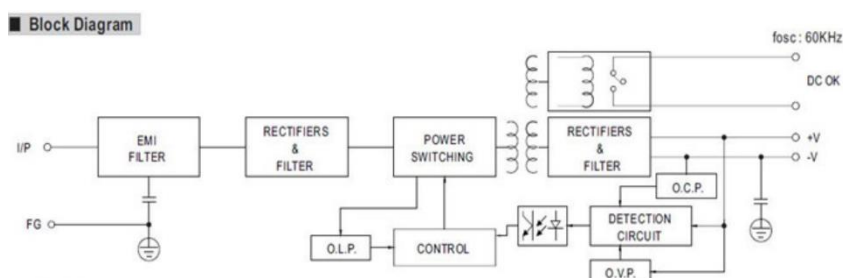 Block Diagram
fosc : 60KHz
DC OK
I/P
EMI
FILTER
RECTIFIERS
&
FILTER
POWER
SWITCHING
RECTIFIERS
&
FILTER
+V
-V
O.C.P.
FG
O.L.P.
CONTROL
DETECTION
CIRCUIT
O.V.P.